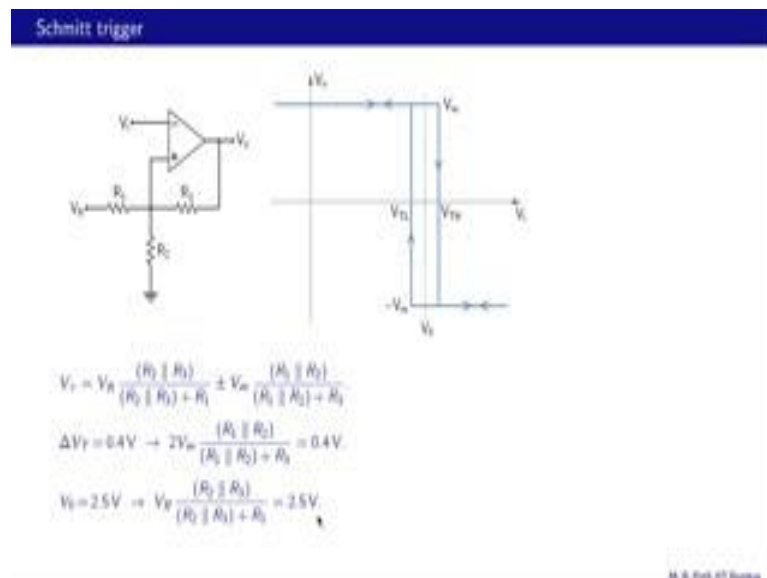 Schmitt trigger
V₀
Vᵢ
V₀
Vₘ
R₁
R₃
V_R
R₂
V_TL
V_TH
Vᵢ
−Vₘ
V₊ = V_R (R₂ ∥ R₃) / ((R₂ ∥ R₃) + R₁) ± Vₘ (R₁ ∥ R₂) / ((R₁ ∥ R₂) + R₃)
ΔV_T = 0.4 V → 2Vₘ (R₁ ∥ R₂) / ((R₁ ∥ R₂) + R₃) = 0.4 V.
= 2.5 V → V_R (R₂ ∥ R₃) / ((R₂ ∥ R₃) + R₁) = 2.5 V.